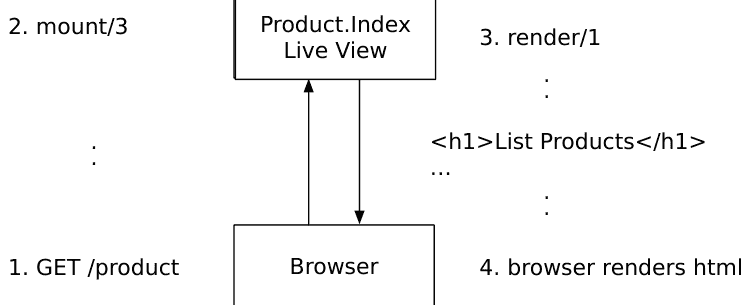 2. mount/3
Product.Index
Live View
3. render/1
.
.
<h1>List Products</h1>
...
.
.
.
.
1. GET /product
Browser
4. browser renders html